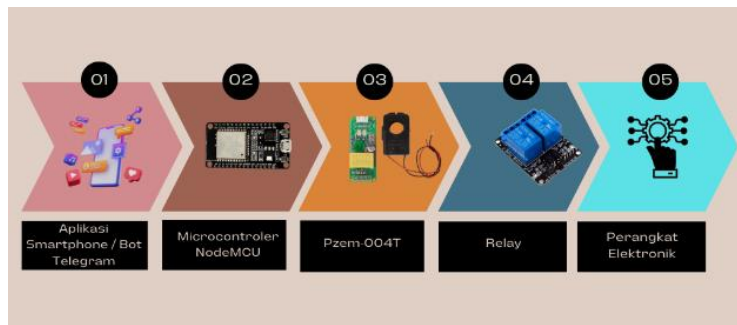 01
02
03
04
05
Aplikasi
Smartphone / Bot
Telegram
Microcontroler
NodeMCU
Pzem-004T
Relay
Perangkat
Elektronik